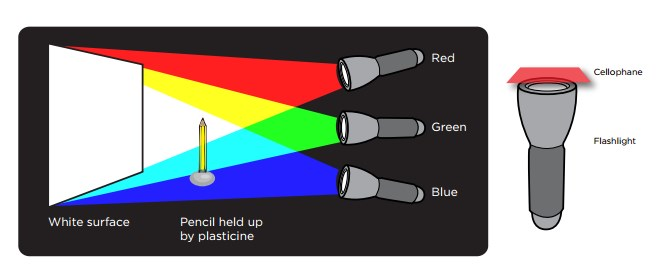 Red
Green
Blue
White surface
Pencil held up
by plasticine
Cellophane
Flashlight